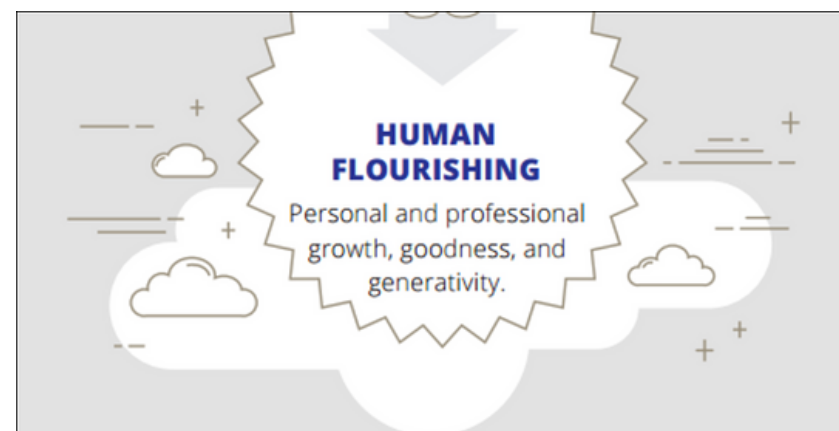 HUMAN
FLOURISHING
Personal and professional
growth, goodness, and
generativity.